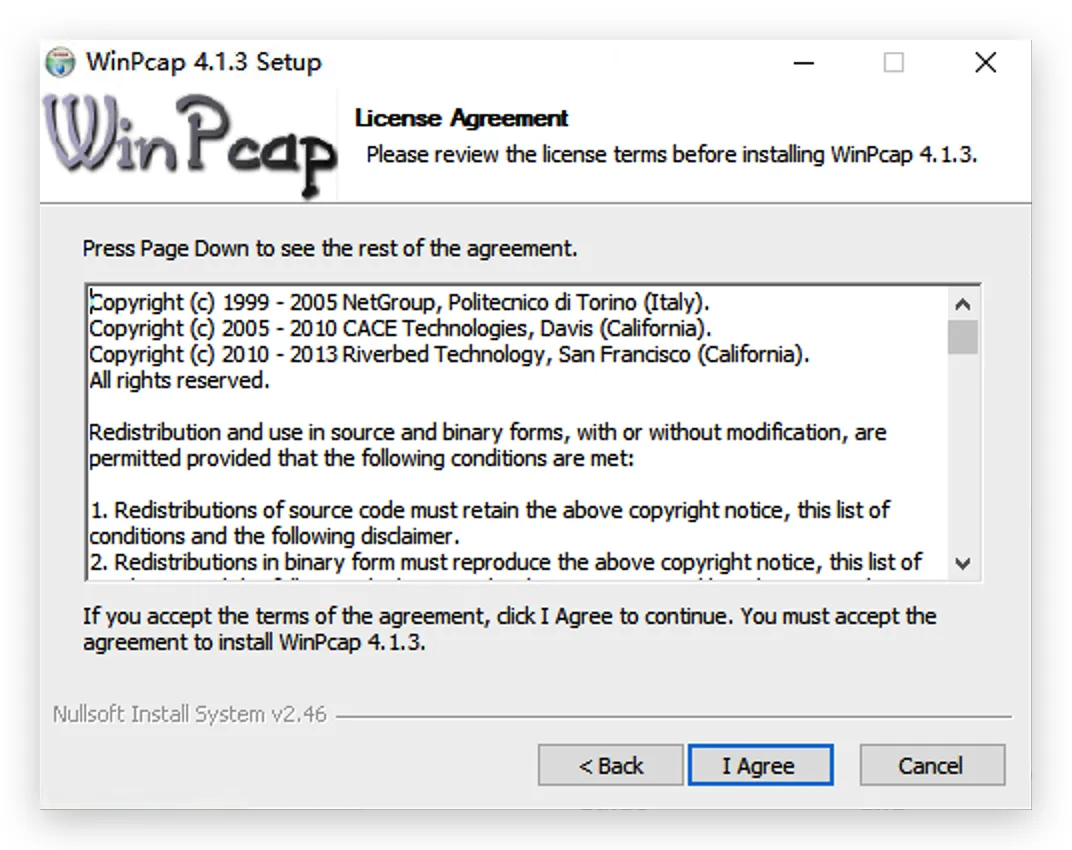 WinPcap 4.1.3 Setup
WinPcap
License Agreement
Please review the license terms before installing WinPcap 4.1.3.
Press Page Down to see the rest of the agreement.
Copyright (c) 1999 - 2005 NetGroup, Politecnico di Torino (Italy).
Copyright (c) 2005 - 2010 CACE Technologies, Davis (California).
Copyright (c) 2010 - 2013 Riverbed Technology, San Francisco (California).
All rights reserved.
Redistribution and use in source and binary forms, with or without modification, are
permitted provided that the following conditions are met:
1. Redistributions of source code must retain the above copyright notice, this list of
conditions and the following disclaimer.
2. Redistributions in binary form must reproduce the above copyright notice, this list of
If you accept the terms of the agreement, click I Agree to continue. You must accept the
agreement to install WinPcap 4.1.3.
Nullsoft Install System v2.46
< Back
I Agree
Cancel